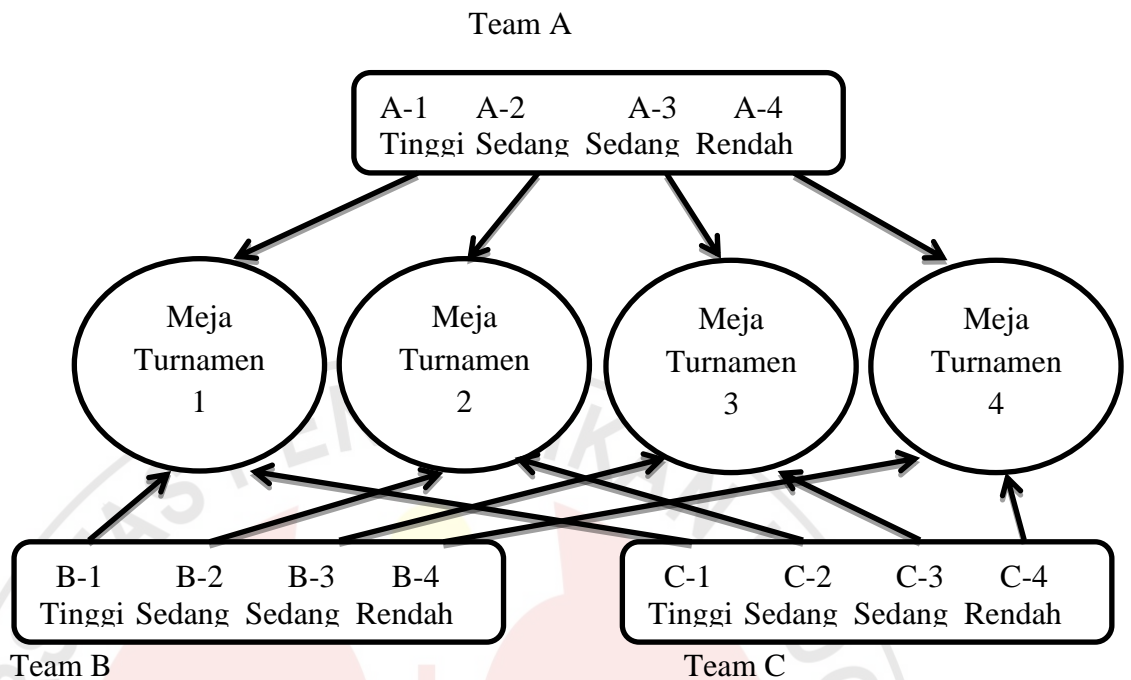 Team A
A-1 A-2 A-3 A-4
Tinggi Sedang Sedang Rendah
Meja
Turnamen
1
Meja
Turnamen
2
Meja
Turnamen
3
Meja
Turnamen
4
B-1 B-2 B-3 B-4
Tinggi Sedang Sedang Rendah
C-1 C-2 C-3 C-4
Tinggi Sedang Sedang Rendah
Team B
Team C